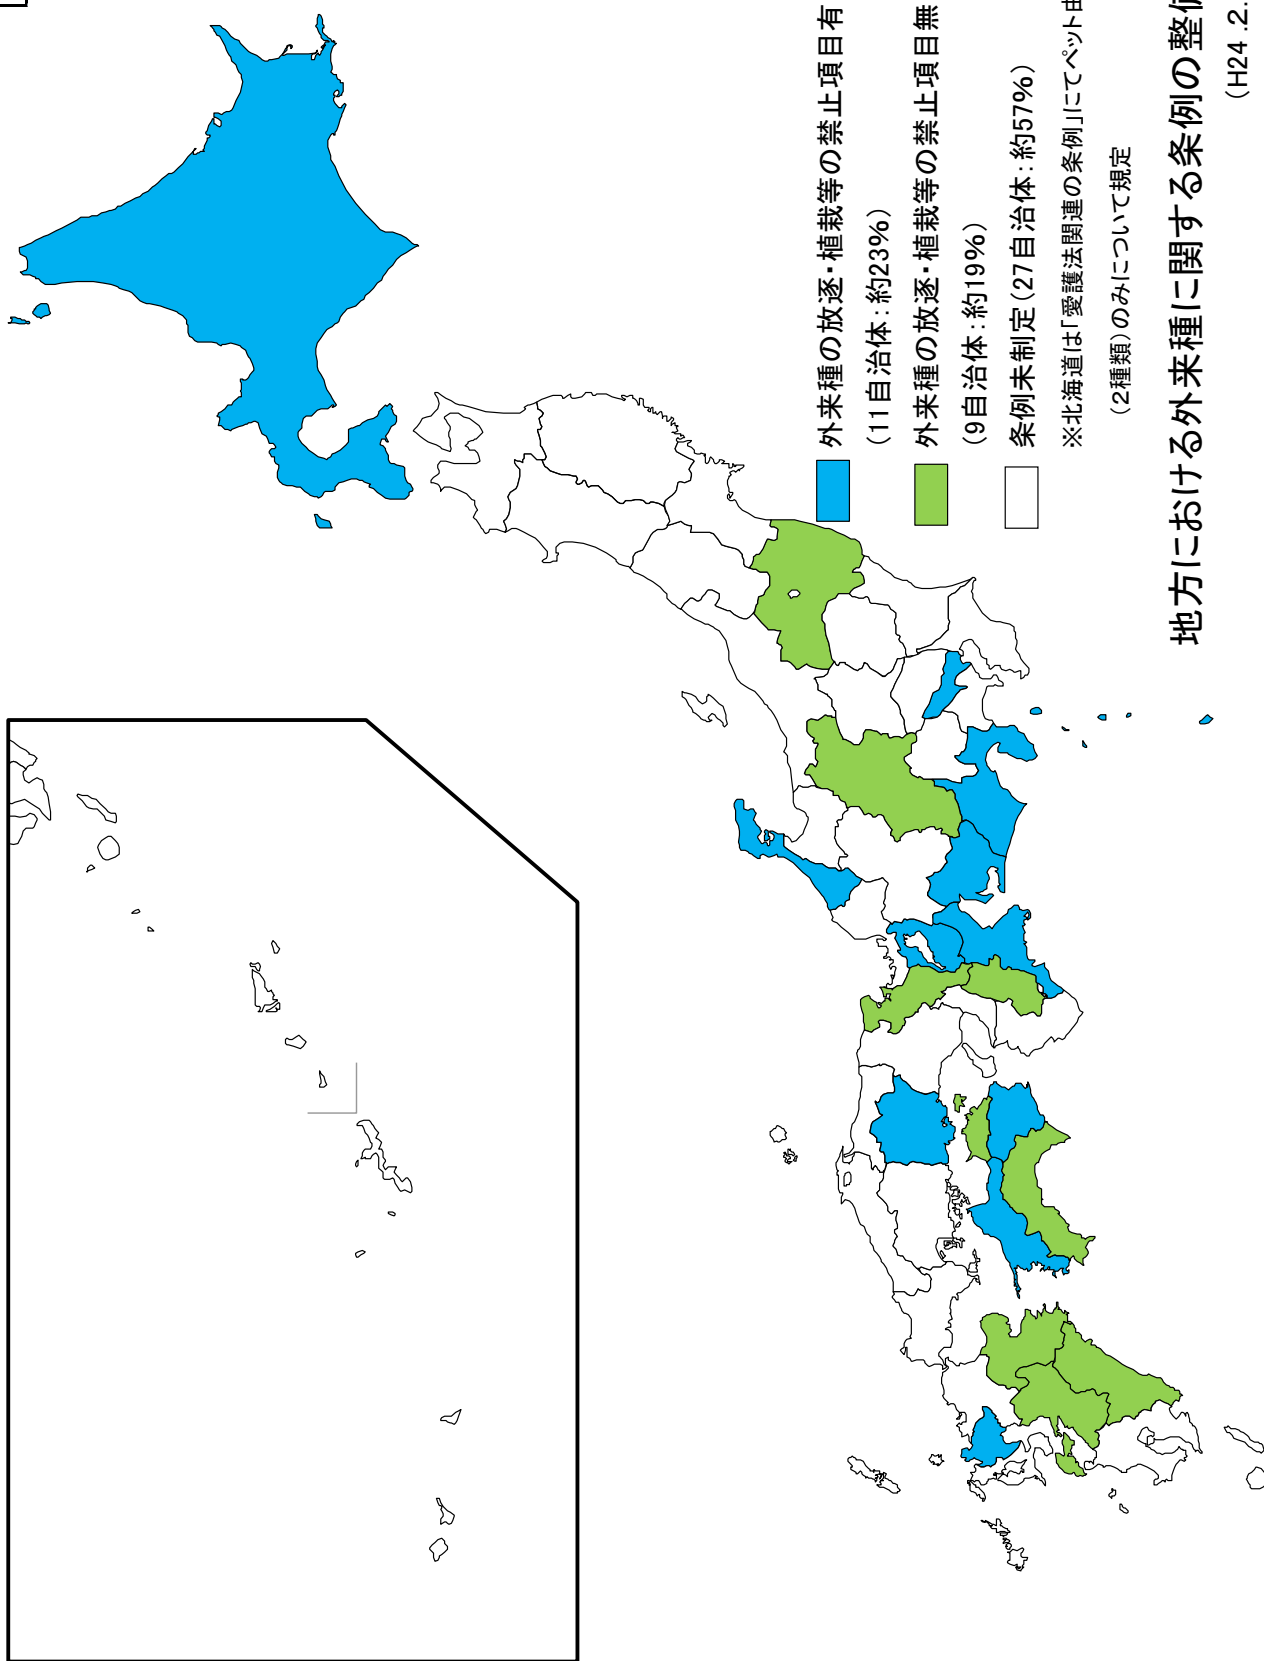 外来種の放逐・植栽等の禁止項目有
（11自治体：約23％）
外来種の放逐・植栽等の禁止項目無
（9自治体：約19％）
条例未制定（27自治体：約57％）
※北海道は「愛護法関連の条例」にてペット由
（2種類）のみについて規定
地方における外来種に関する条例の整備
（H24.2.